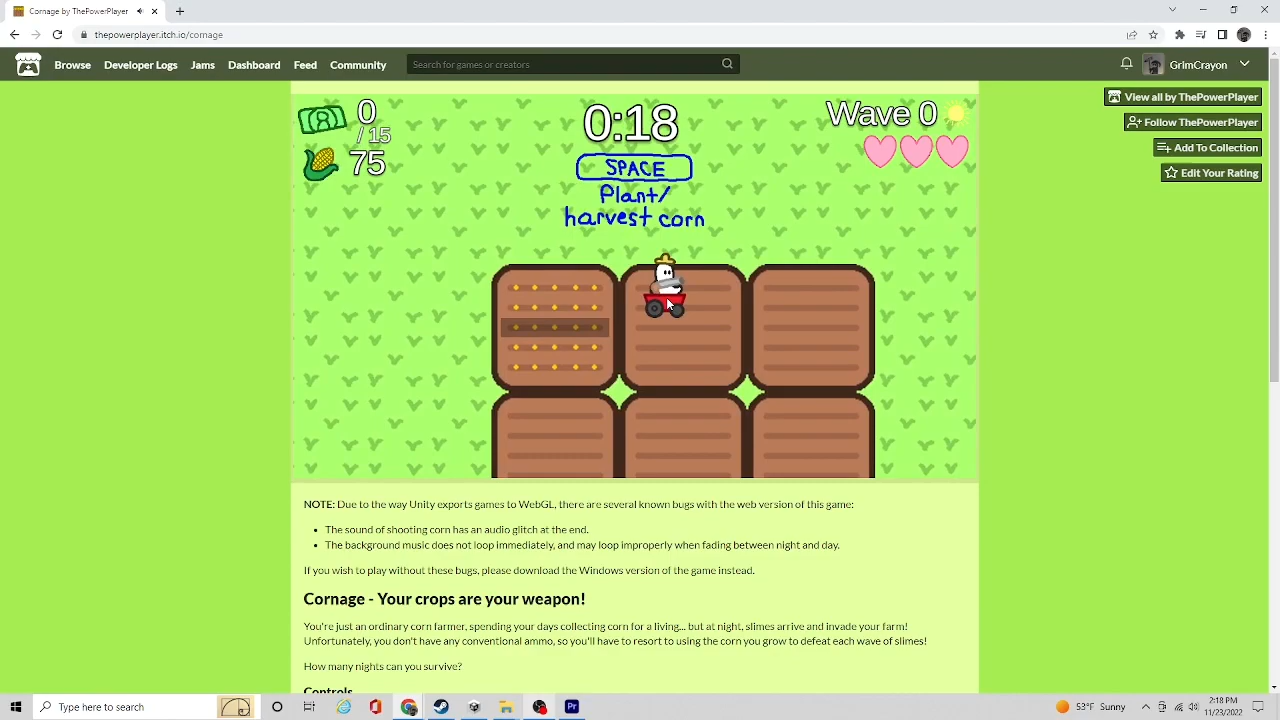 Cornage by ThePowerPlayer
thepowerplayer.itch.io/cornage
Browse Developer Logs Jams Dashboard Feed Community Search for games or creators GrimCrayon
View all by ThePowerPlayer
Follow ThePowerPlayer
Add To Collection
Edit Your Rating
0
/ 15
75
0:18
Wave 0
SPACE
Plant/
harvest corn
NOTE: Due to the way Unity exports games to WebGL, there are several known bugs with the web version of this game:
• The sound of shooting corn has an audio glitch at the end.
• The background music does not loop immediately, and may loop improperly when fading between night and day.
If you wish to play without these bugs, please download the Windows version of the game instead.
Cornage - Your crops are your weapon!
You're just an ordinary corn farmer, spending your days collecting corn for a living... but at night, slimes arrive and invade your farm!
Unfortunately, you don't have any conventional ammo, so you'll have to resort to using the corn you grow to defeat each wave of slimes!
How many nights can you survive?
Controls
Type here to search
Pr
53°F Sunny
2:18 PM
11/23/2022